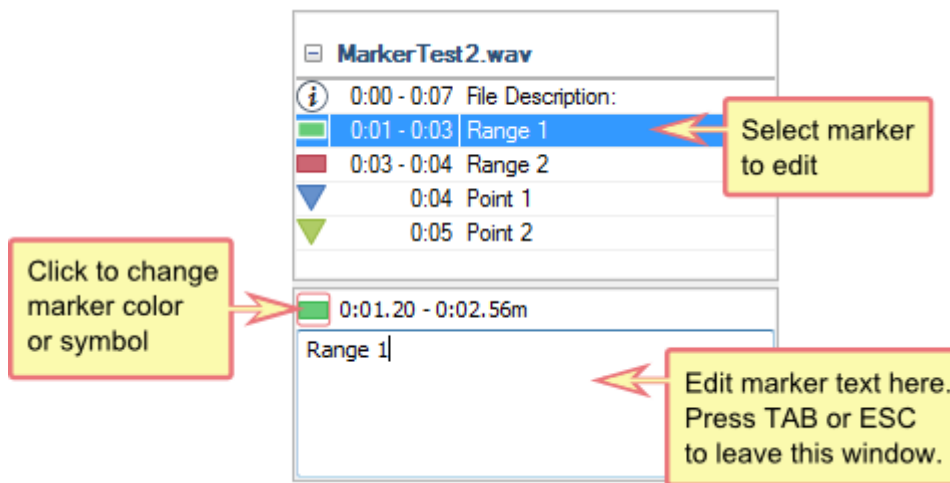 MarkerTest2.wav
0:00 - 0:07 File Description:
0:01 - 0:03 Range 1
0:03 - 0:04 Range 2
0:04 Point 1
0:05 Point 2
Select marker
to edit
Click to change
marker color
or symbol
0:01.20 - 0:02.56m
Range 1
Edit marker text here.
Press TAB or ESC
to leave this window.